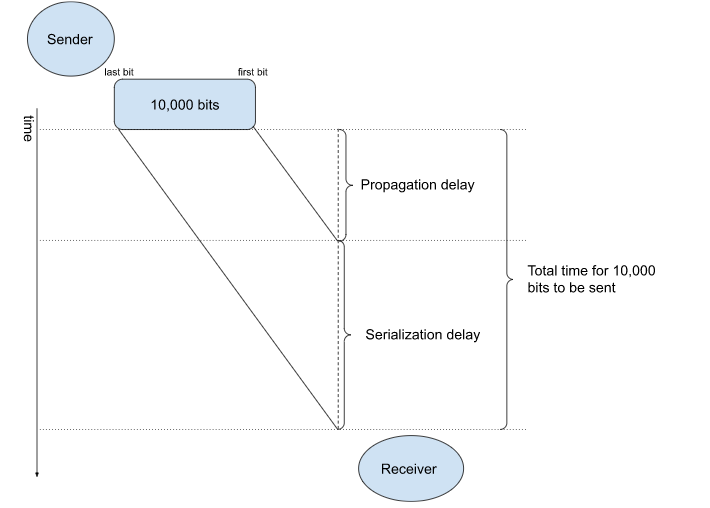 Sender
last bit
first bit
10,000 bits
time
Propagation delay
Total time for 10,000
bits to be sent
Serialization delay
Receiver